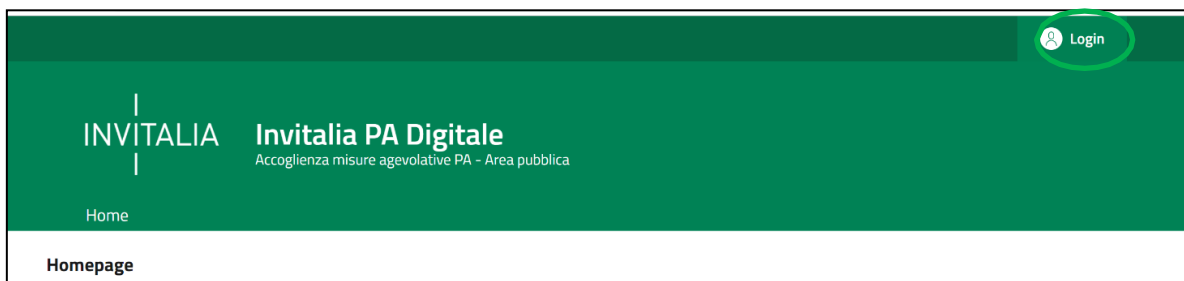 Login
INVITALIA
Invitalia PA Digitale
Accoglienza misure agevolative PA - Area pubblica
Home
Homepage